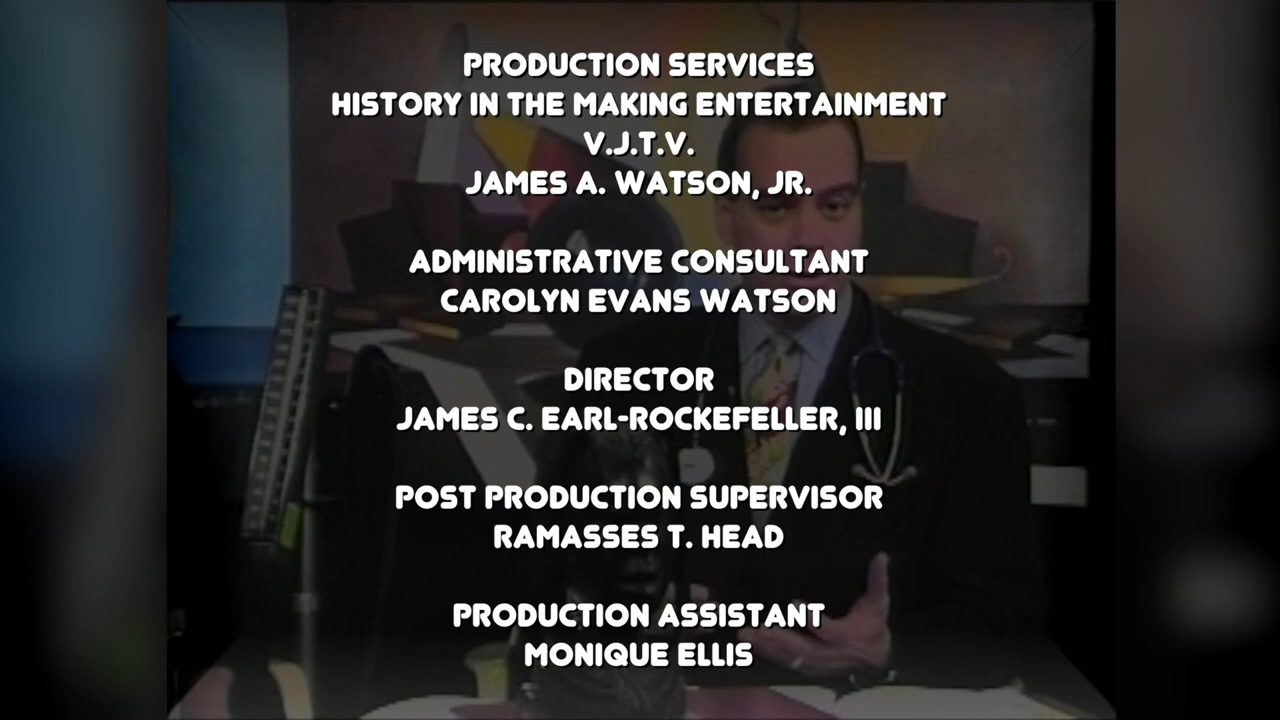 PRODUCTION SERVICES
HISTORY IN THE MAKING ENTERTAINMENT
V.J.T.V.
JAMES A. WATSON, JR.
ADMINISTRATIVE CONSULTANT
CAROLYN EVANS WATSON
DIRECTOR
JAMES C. EARL-ROCKEFELLER, III
POST PRODUCTION SUPERVISOR
RAMASSES T. HEAD
PRODUCTION ASSISTANT
MONIQUE ELLIS